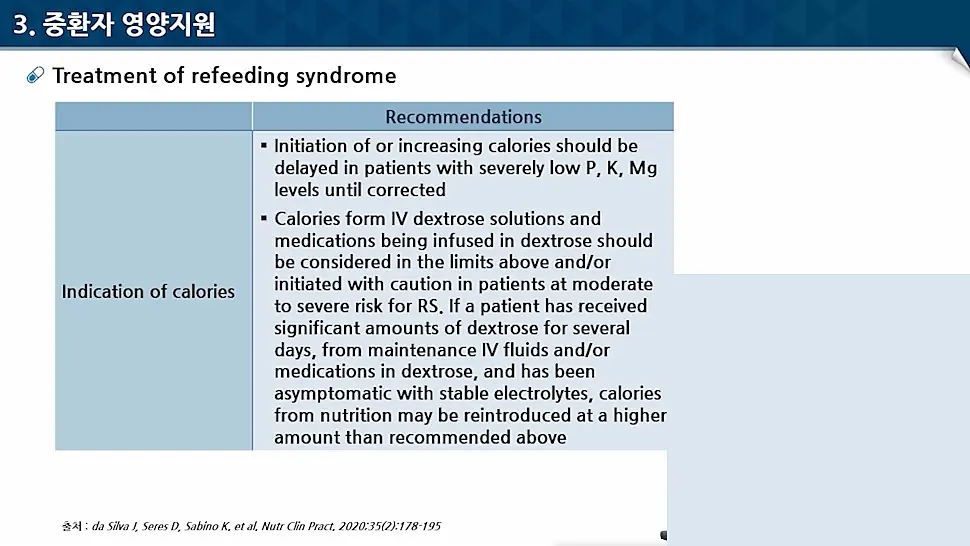 3. 중환자 영양지원
Treatment of refeeding syndrome
Recommendations
Indication of calories
▪ Initiation of or increasing calories should be
delayed in patients with severely low P, K, Mg
levels until corrected
▪ Calories form IV dextrose solutions and
medications being infused in dextrose should
be considered in the limits above and/or
initiated with caution in patients at moderate
to severe risk for RS. If a patient has received
significant amounts of dextrose for several
days, from maintenance IV fluids and/or
medications in dextrose, and has been
asymptomatic with stable electrolytes, calories
from nutrition may be reintroduced at a higher
amount than recommended above
출처 : da Silva J, Seres D, Sabino K, et al, Nutr Clin Pract, 2020:35(2):178-195